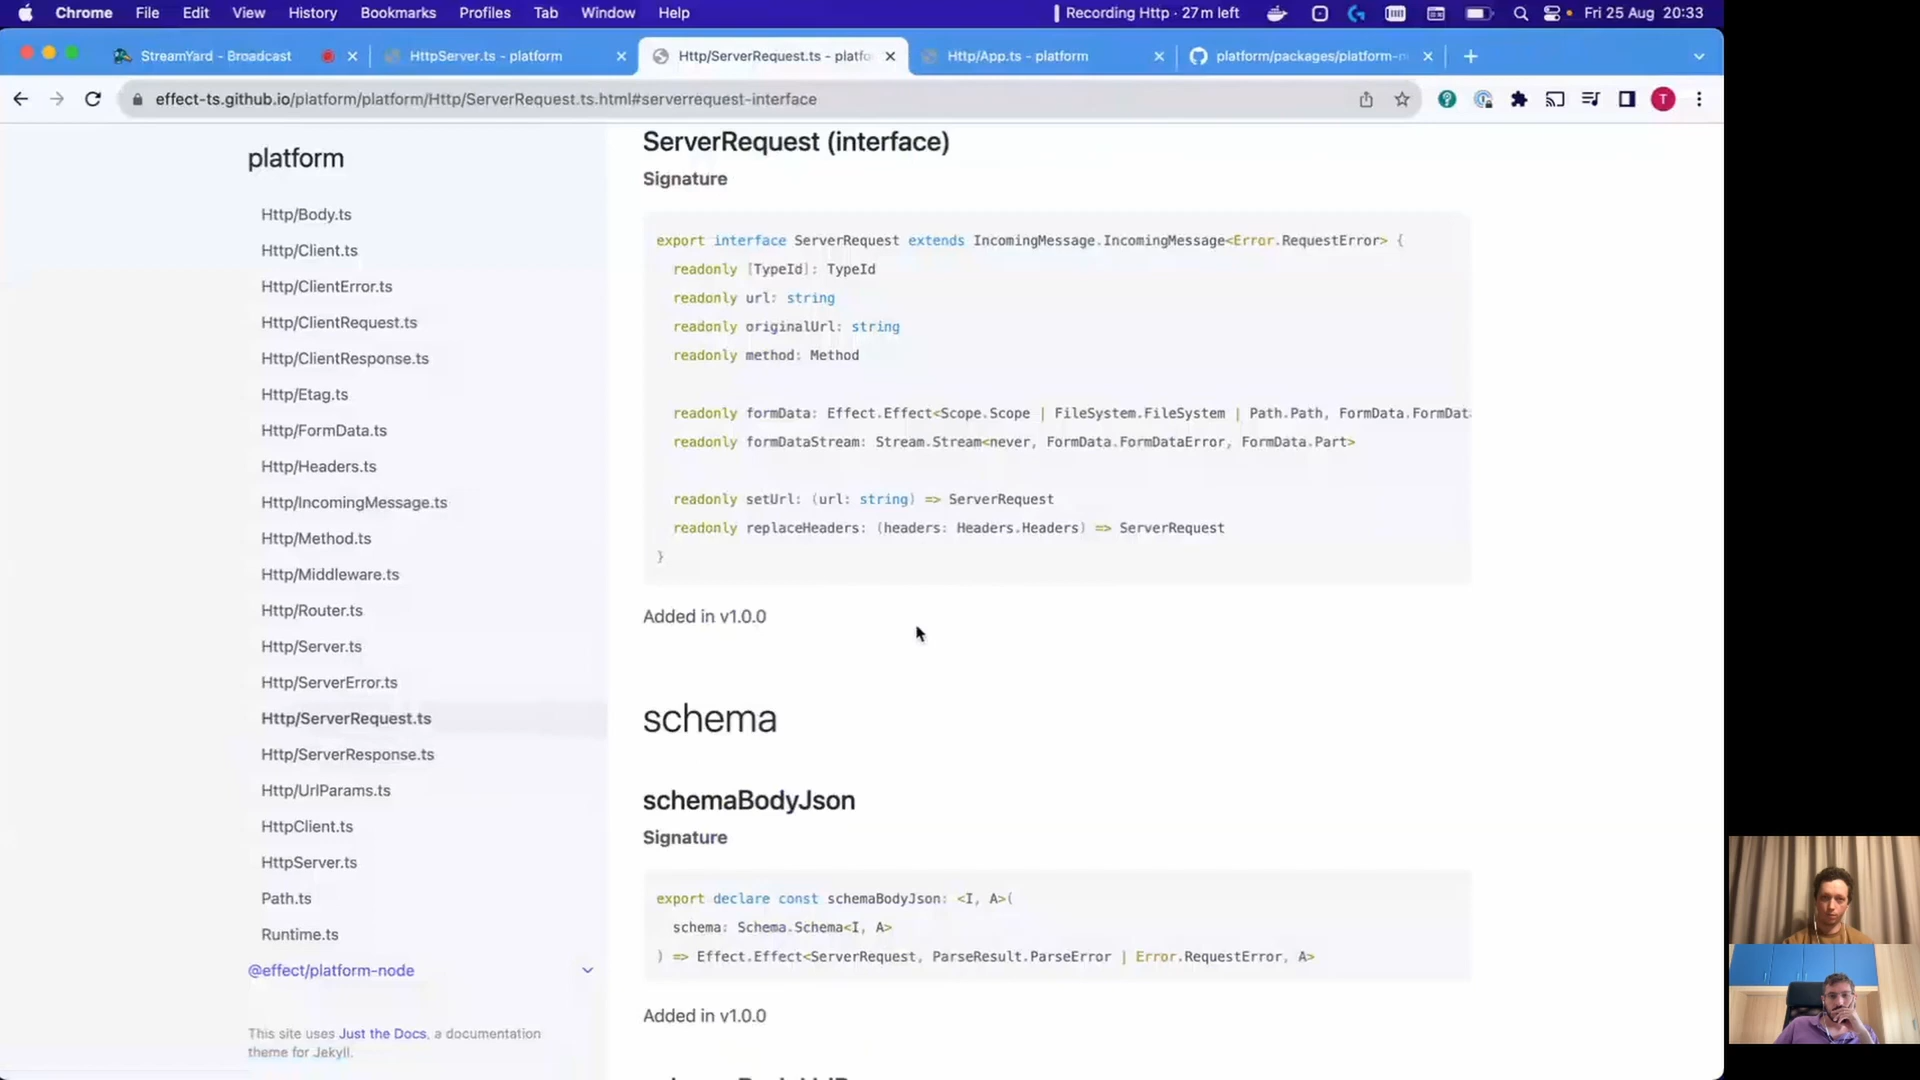 Chrome File Edit View History Bookmarks Profiles Tab Window Help Recording Http · 27m left Fri 25 Aug 20:33
StreamYard - Broadcast HttpServer.ts - platform Http/ServerRequest.ts - platfo Http/App.ts - platform platform/packages/platform-n
effect-ts.github.io/platform/platform/Http/ServerRequest.ts.html#serverrequest-interface T
platform
Http/Body.ts
Http/Client.ts
Http/ClientError.ts
Http/ClientRequest.ts
Http/ClientResponse.ts
Http/Etag.ts
Http/FormData.ts
Http/Headers.ts
Http/IncomingMessage.ts
Http/Method.ts
Http/Middleware.ts
Http/Router.ts
Http/Server.ts
Http/ServerError.ts
Http/ServerRequest.ts
Http/ServerResponse.ts
Http/UrlParams.ts
HttpClient.ts
HttpServer.ts
Path.ts
Runtime.ts
@effect/platform-node
This site uses Just the Docs, a documentation
theme for Jekyll.
ServerRequest (interface)
Signature
export interface ServerRequest extends IncomingMessage.IncomingMessage<Error.RequestError> {
readonly [TypeId]: TypeId
readonly url: string
readonly originalUrl: string
readonly method: Method
readonly formData: Effect.Effect<Scope.Scope | FileSystem.FileSystem | Path.Path, FormData.FormDat
readonly formDataStream: Stream.Stream<never, FormData.FormDataError, FormData.Part>
readonly setUrl: (url: string) => ServerRequest
readonly replaceHeaders: (headers: Headers.Headers) => ServerRequest
}
Added in v1.0.0
schema
schemaBodyJson
Signature
export declare const schemaBodyJson: <I, A>(
schema: Schema.Schema<I, A>
) => Effect.Effect<ServerRequest, ParseResult.ParseError | Error.RequestError, A>
Added in v1.0.0